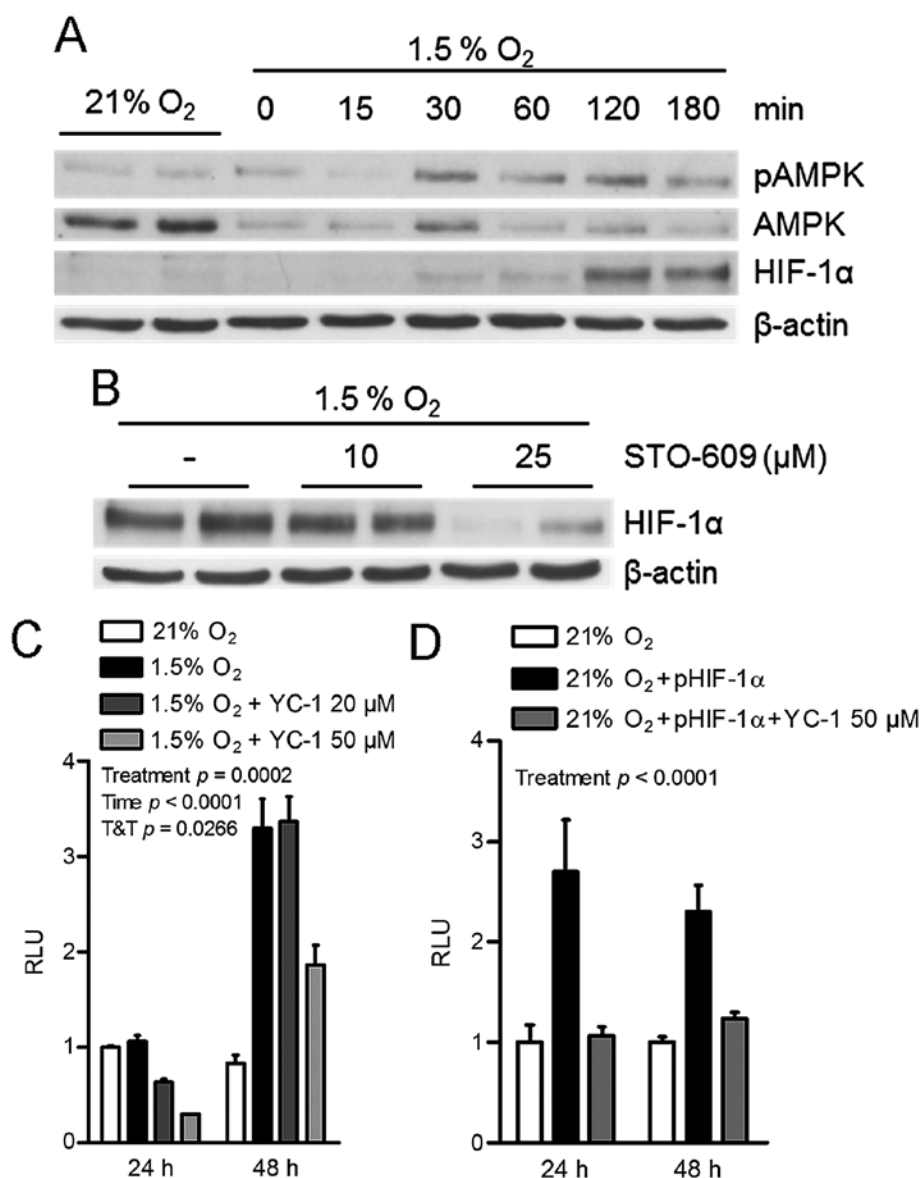 A
1.5 % O₂
21% O₂
0 15 30 60 120 180 min
pAMPK
AMPK
HIF-1α
β-actin
B
1.5 % O₂
- 10 25 STO-609 (μM)
HIF-1α
β-actin
C
21% O₂
1.5% O₂
1.5% O₂ + YC-1 20 μM
1.5% O₂ + YC-1 50 μM
Treatment p = 0.0002
Time p < 0.0001
T&T p = 0.0266
RLU
4
3
2
1
0
24 h 48 h
D
21% O₂
21% O₂+pHIF-1α
21% O₂+pHIF-1α+YC-1 50 μM
Treatment p < 0.0001
RLU
4
3
2
1
0
24 h 48 h